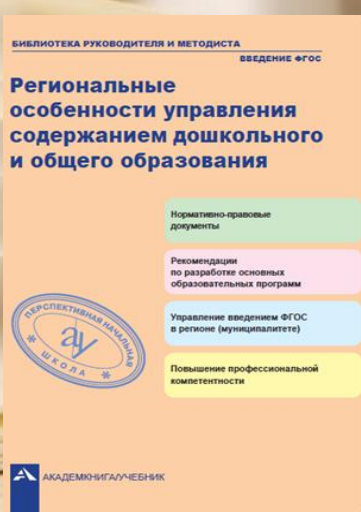 БИБЛИОТЕКА РУКОВОДИТЕЛЯ И МЕТОДИСТА
ВВЕДЕНИЕ ФГОС
Региональные
особенности управления
содержанием дошкольного
и общего образования
Нормативно-правовые
документы
Рекомендации
по разработке основных
образовательных программ
ПЕРСПЕКТИВНАЯ НАЧАЛЬНАЯ
ау
ШКОЛА
Управление введением ФГОС
в регионе (муниципалитете)
Повышение профессиональной
компетентности
АКАДЕМКНИГА/УЧЕБНИК